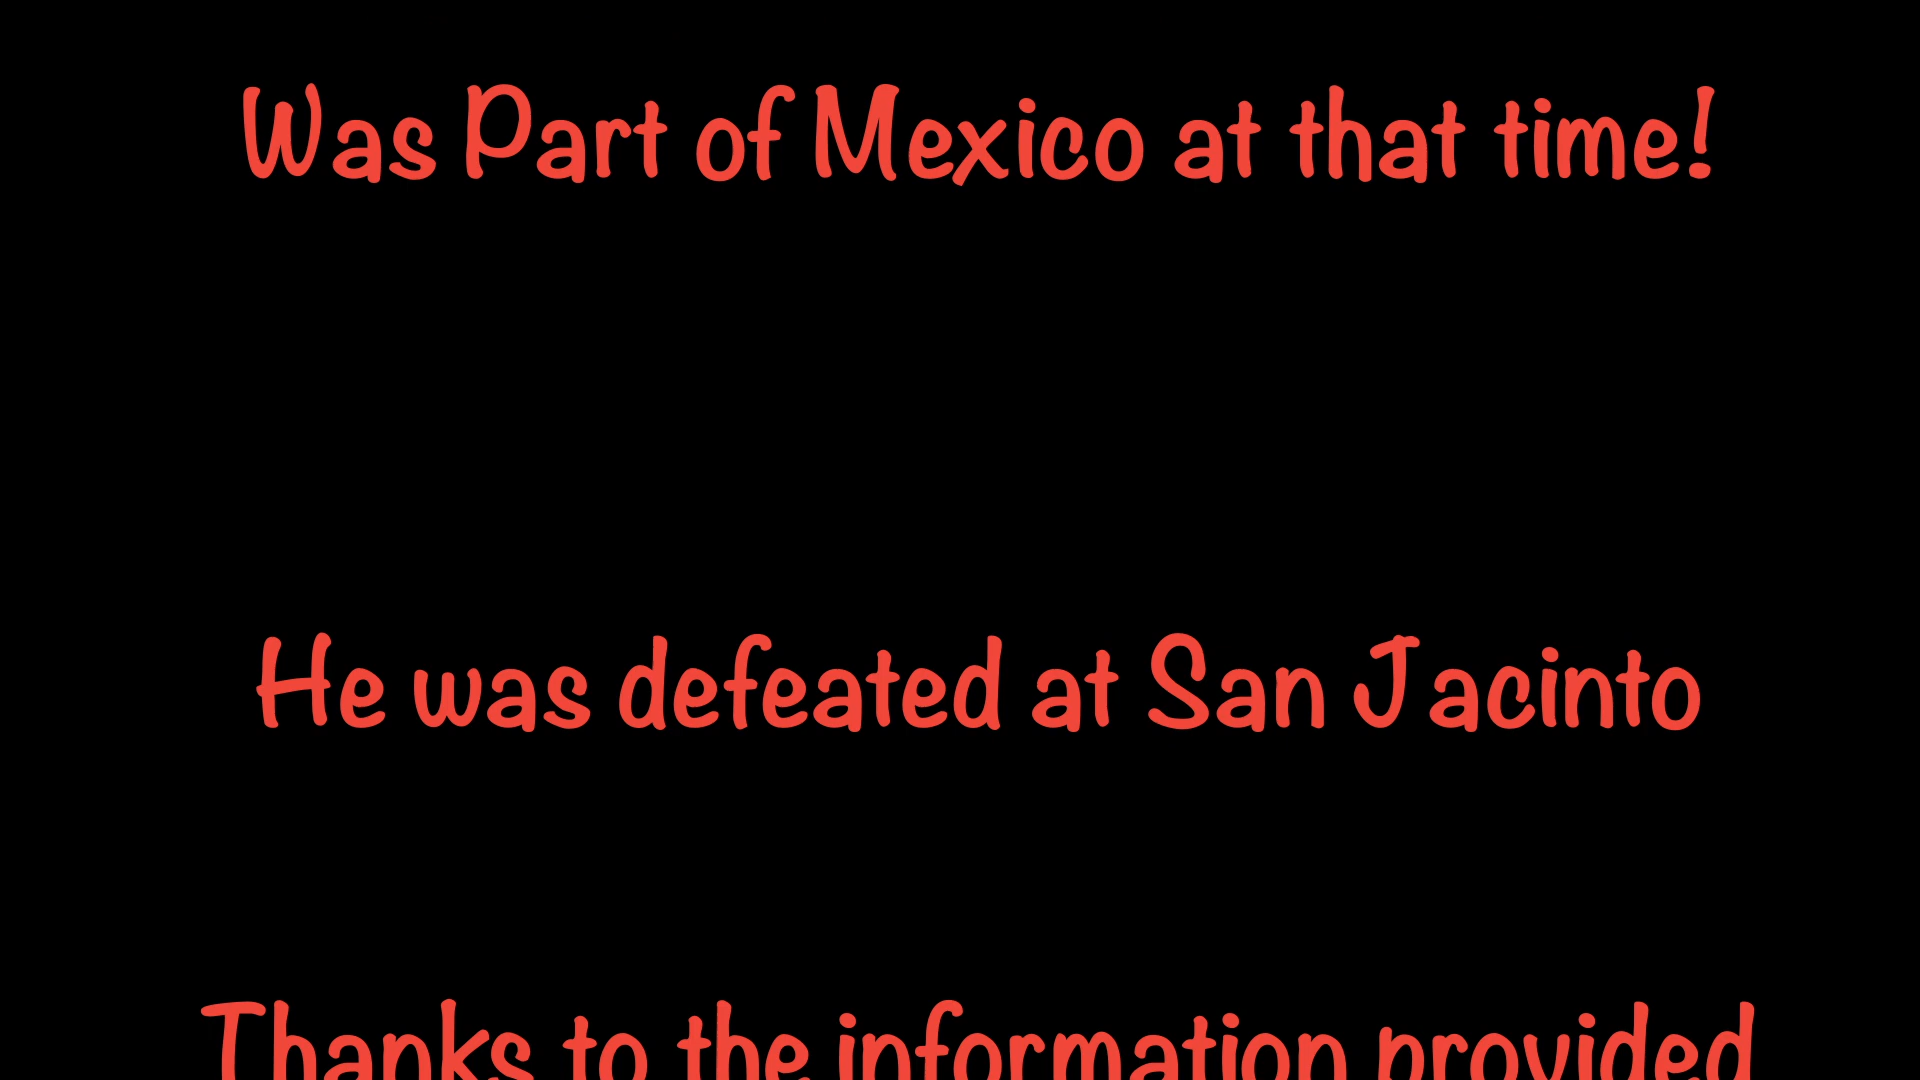 Was Part of Mexico at that time!
He was defeated at San Jacinto
Thanks to the information provided